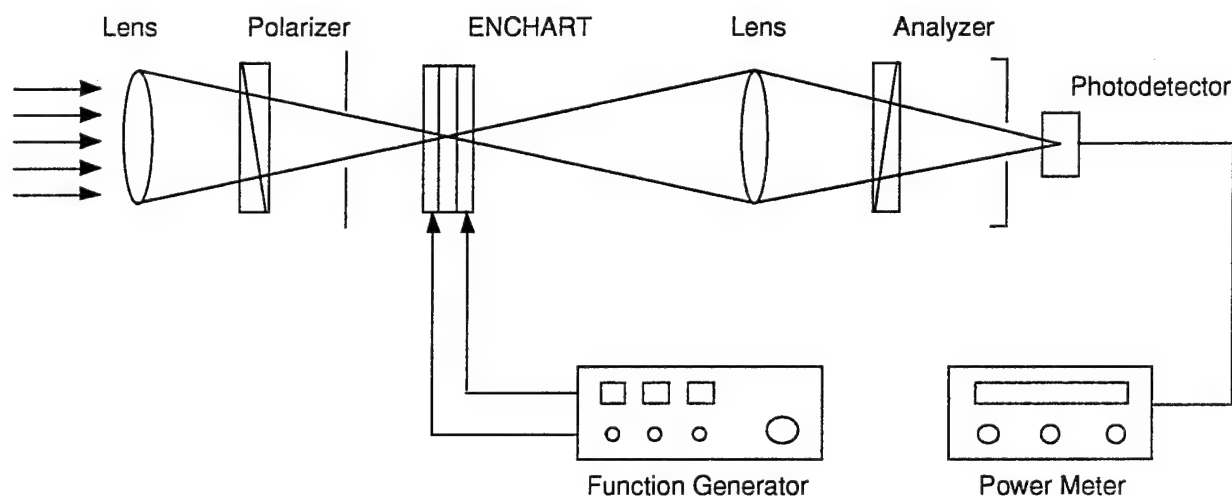 Lens
Polarizer
ENCHART
Lens
Analyzer
Photodetector
Function Generator
Power Meter